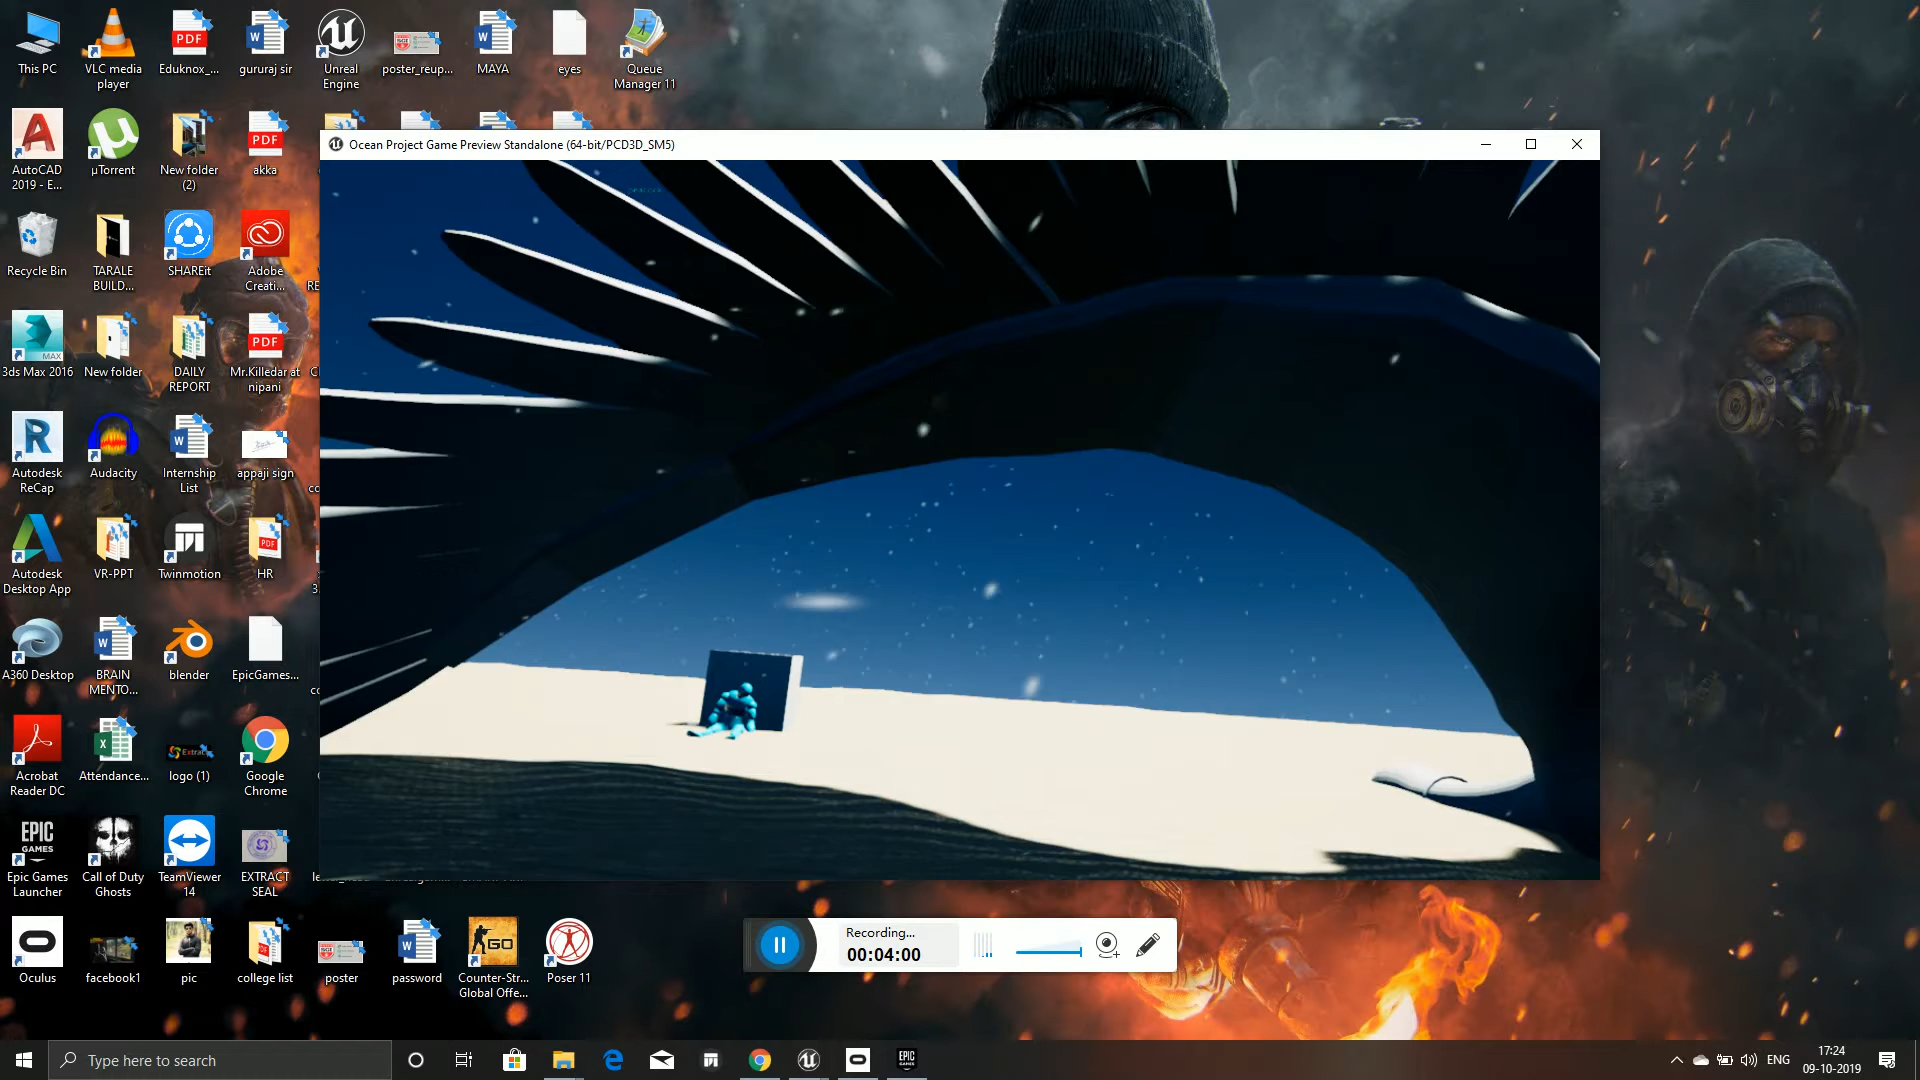 This PC
VLC media
player
Eduknox_...
gururaj sir
Unreal
Engine
poster_reup...
MAYA
eyes
Queue
Manager 11
AutoCAD
2019 - E...
µTorrent
New folder
(2)
akka
Ocean Project Game Preview Standalone (64-bit/PCD3D_SM5)
Recycle Bin
TARALE
BUILD...
SHAREit
Adobe
Creati...
3ds Max 2016
New folder
DAILY
REPORT
Mr.Killedar at
nipani
Autodesk
ReCap
Audacity
Internship
List
appaji sign
Autodesk
Desktop App
VR-PPT
Twinmotion
HR
A360 Desktop
BRAIN
MENTO...
blender
EpicGames...
Acrobat
Reader DC
Attendance...
logo (1)
Google
Chrome
Epic Games
Launcher
Call of Duty
Ghosts
TeamViewer
14
EXTRACT
SEAL
Oculus
facebook1
pic
college list
poster
password
Counter-Str...
Global Offe...
Poser 11
Recording...
00:04:00
Type here to search
ENG
17:24
09-10-2019